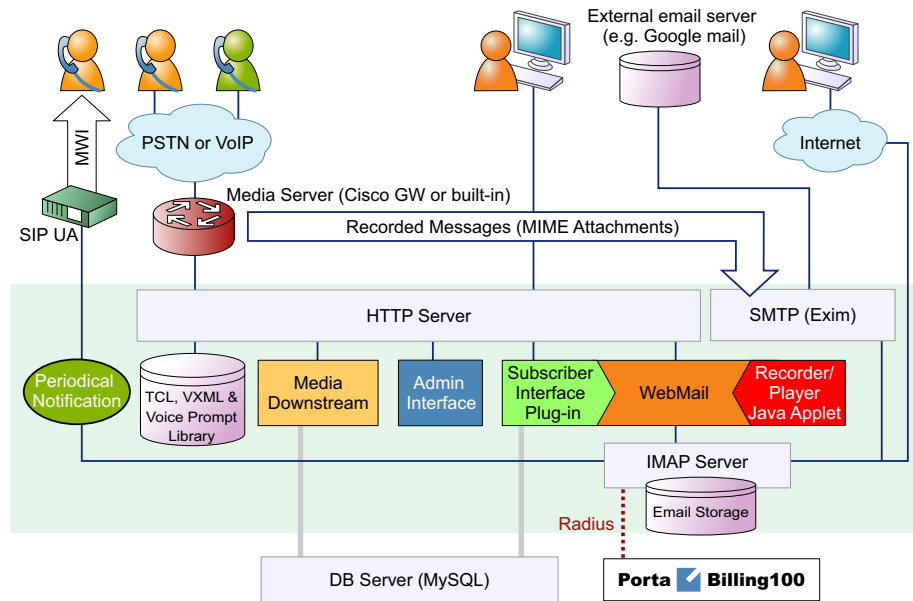 External email server
(e.g. Google mail)
MWI
PSTN or VoIP
Internet
Media Server (Cisco GW or built-in)
Recorded Messages (MIME Attachments)
SIP UA
HTTP Server
SMTP (Exim)
Periodical
Notification
TCL, VXML &
Voice Prompt
Library
Media
Downstream
Admin
Interface
Subscriber
Interface
Plug-in
WebMail
Recorder/
Player
Java Applet
IMAP Server
Email Storage
Radius
DB Server (MySQL)
Porta Billing100